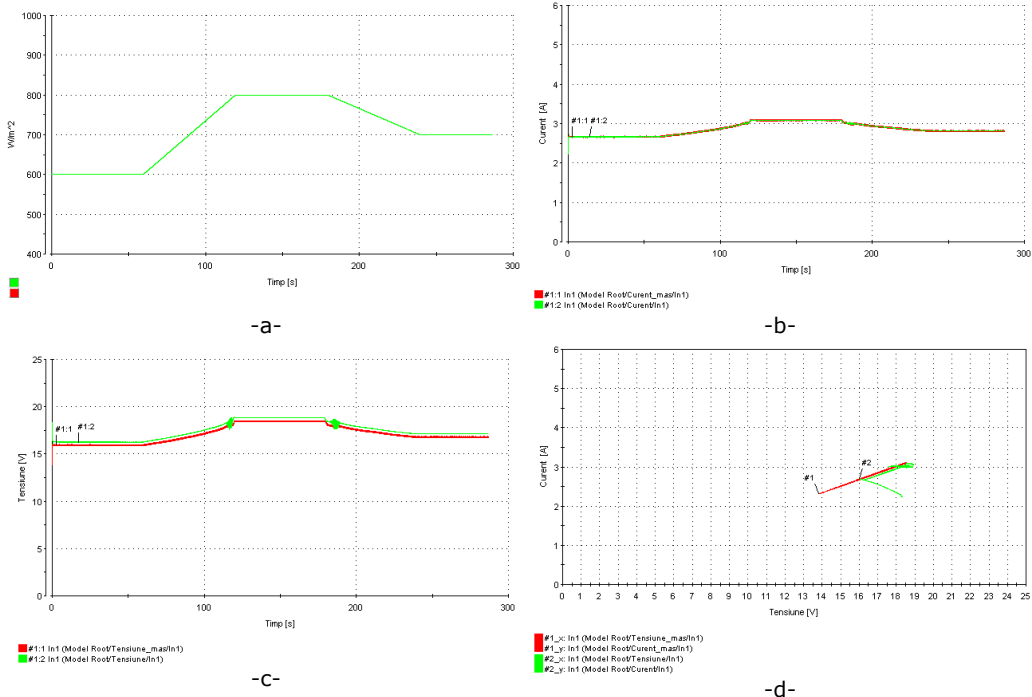 1000
900
800
700
600
500
400
W/m^2
0
100
200
300
Timp [s]
-a-
6
5
4
3
2
1
0
Curent [A]
#1:1 #1:2
0
100
200
300
Timp [s]
#1:1 In1 (Model Root/Curent_mas/In1)
#1:2 In1 (Model Root/Curent/In1)
-b-
25
20
15
10
5
0
Tensiune [V]
#1:1 #1:2
0
100
200
300
Timp [s]
#1:1 In1 (Model Root/Tensiune_mas/In1)
#1:2 In1 (Model Root/Tensiune/In1)
-c-
6
5
4
3
2
1
0
Curent [A]
#1
#2
0 1 2 3 4 5 6 7 8 9 10 11 12 13 14 15 16 17 18 19 20 21 22 23 24 25
Tensiune [V]
#1_x: In1 (Model Root/Tensiune_mas/In1)
#1_y: In1 (Model Root/Curent_mas/In1)
#2_x: In1 (Model Root/Tensiune/In1)
#2_y: In1 (Model Root/Curent/In1)
-d-